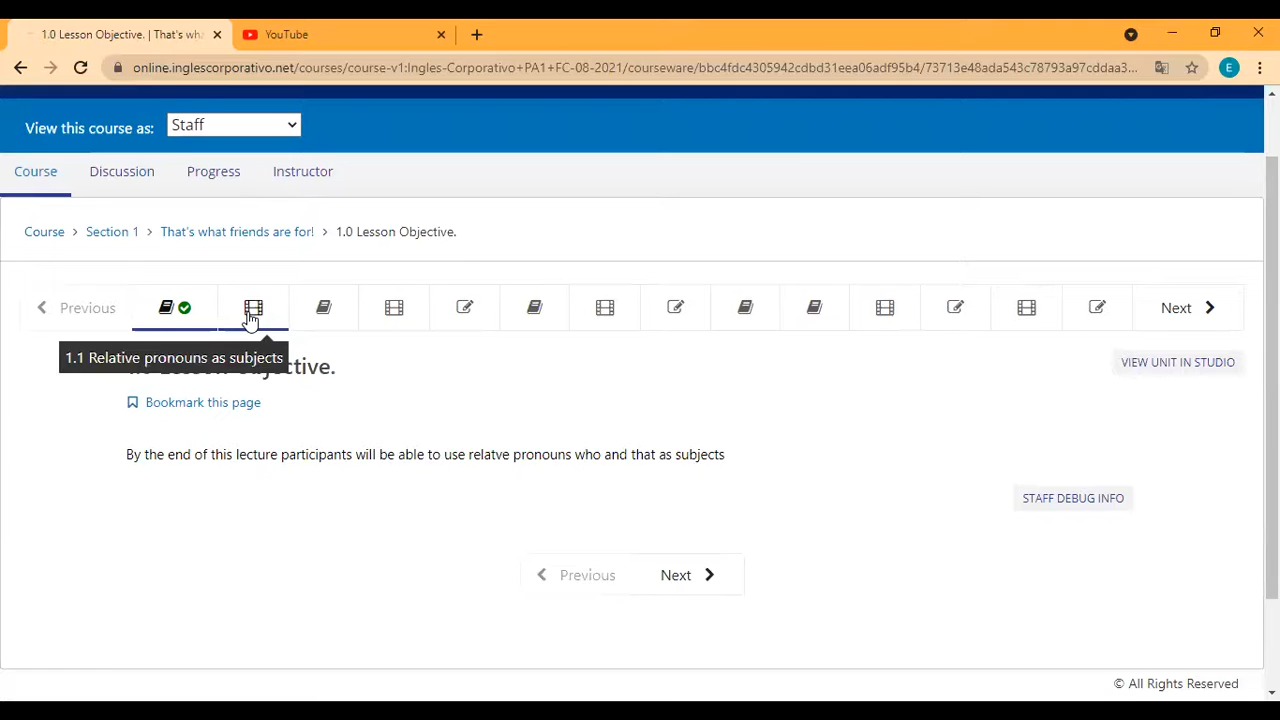 1.0 Lesson Objective. | That's wha
YouTube
online.inglescorporativo.net/courses/course-v1:Ingles-Corporativo+PA1+FC-08-2021/courseware/bbc4fdc4305942cdbd31eea06adf95b4/73713e48ada543c78793a97cddaa3...
E
View this course as:
Staff
Course
Discussion
Progress
Instructor
Course > Section 1 > That's what friends are for! > 1.0 Lesson Objective.
Previous
Next
1.1 Relative pronouns as subjects
Objective.
VIEW UNIT IN STUDIO
Bookmark this page
By the end of this lecture participants will be able to use relatve pronouns who and that as subjects
STAFF DEBUG INFO
Previous
Next
© All Rights Reserved